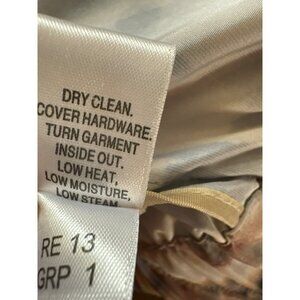 DRY CLEAN.
COVER HARDWARE.
TURN GARMENT
INSIDE OUT.
LOW HEAT,
LOW MOISTURE,
LOW STEAM
RE 13
GRP 1